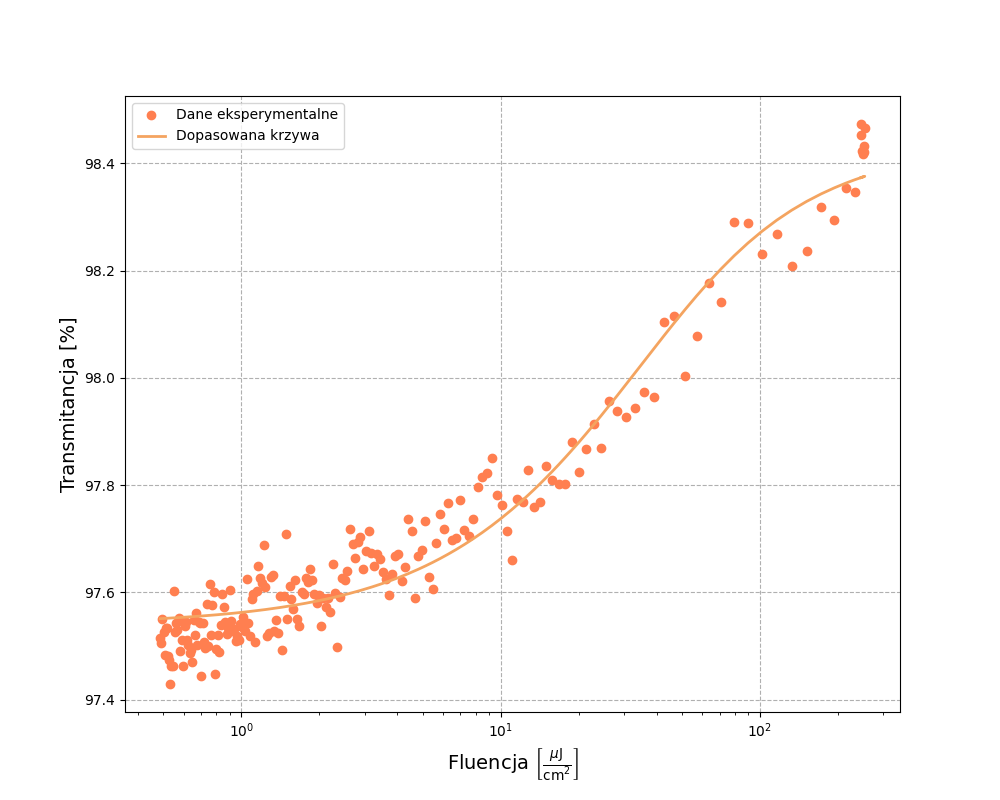 Dane eksperymentalne
Dopasowana krzywa
98.4
98.2
98.0
97.8
97.6
97.4
Transmitancja [%]
10⁰
10¹
10²
Fluencja [μJ/cm²]